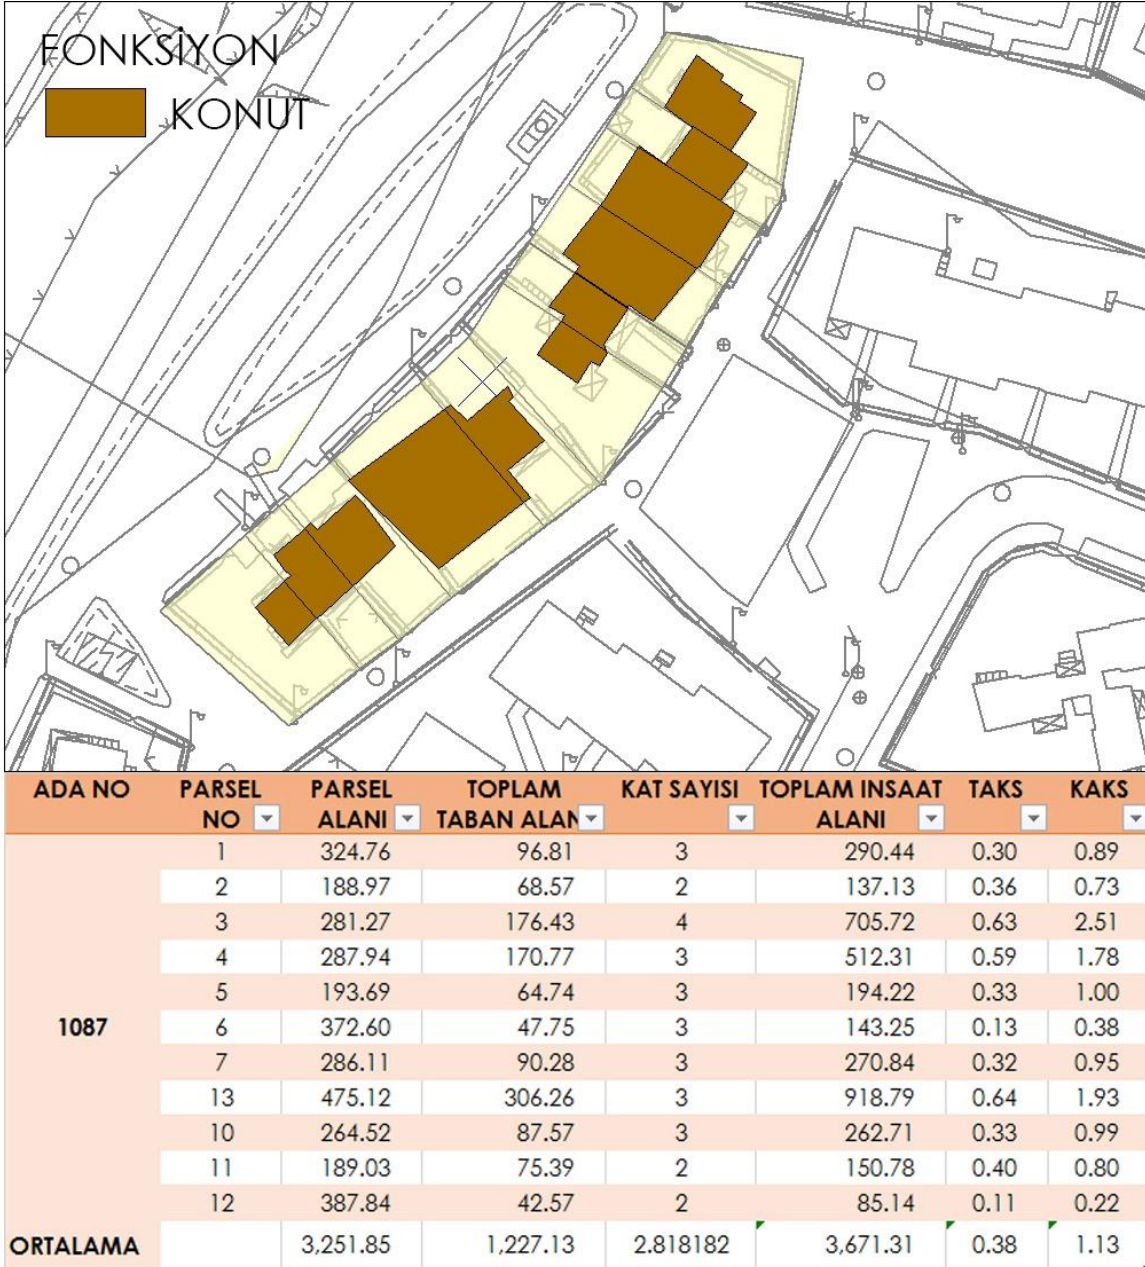 FONKSİYON
KONUT
ADA NO PARSEL NO PARSEL ALANI TOPLAM TABAN ALAN KAT SAYISI TOPLAM INSAAT ALANI TAKS KAKS
1 324.76 96.81 3 290.44 0.30 0.89
2 188.97 68.57 2 137.13 0.36 0.73
3 281.27 176.43 4 705.72 0.63 2.51
4 287.94 170.77 3 512.31 0.59 1.78
5 193.69 64.74 3 194.22 0.33 1.00
1087 6 372.60 47.75 3 143.25 0.13 0.38
7 286.11 90.28 3 270.84 0.32 0.95
13 475.12 306.26 3 918.79 0.64 1.93
10 264.52 87.57 3 262.71 0.33 0.99
11 189.03 75.39 2 150.78 0.40 0.80
12 387.84 42.57 2 85.14 0.11 0.22
ORTALAMA 3,251.85 1,227.13 2.818182 3,671.31 0.38 1.13